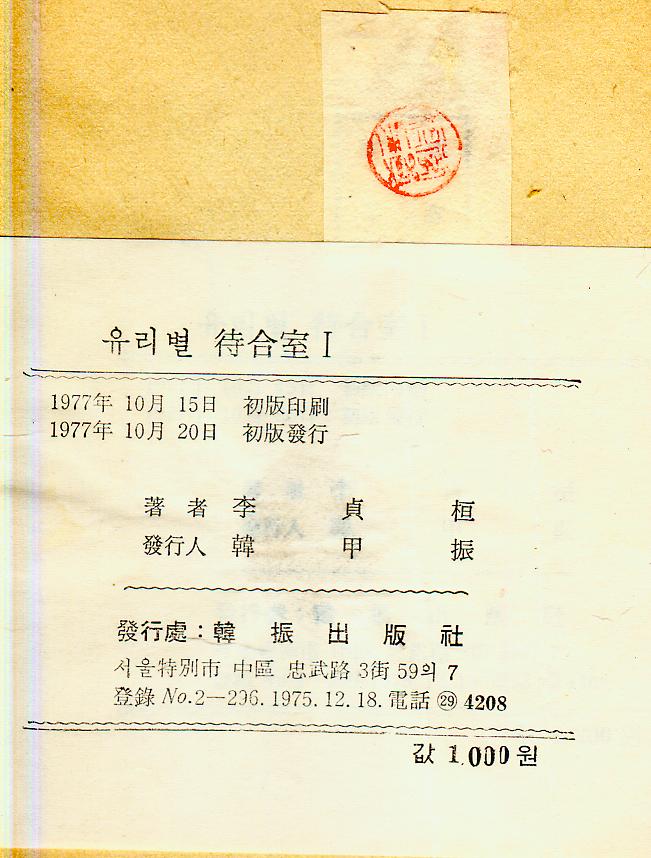 유리별 待合室 I
1977年 10月 15日 初版印刷
1977年 10月 20日 初版發行
著者 李貞桓
發行人 韓甲振
發行處:韓振出版社
서울特別市 中區 忠武路 3街 59의 7
登錄 No.2—296. 1975. 12. 18. 電話 ㉙ 4208
값 1,000원